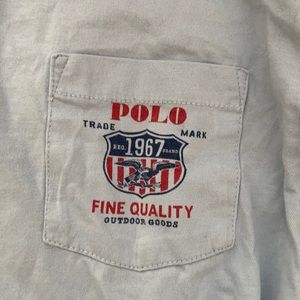 POLO
TRADE MARK
REG. 1967 BRAND
FINE QUALITY
OUTDOOR GOODS